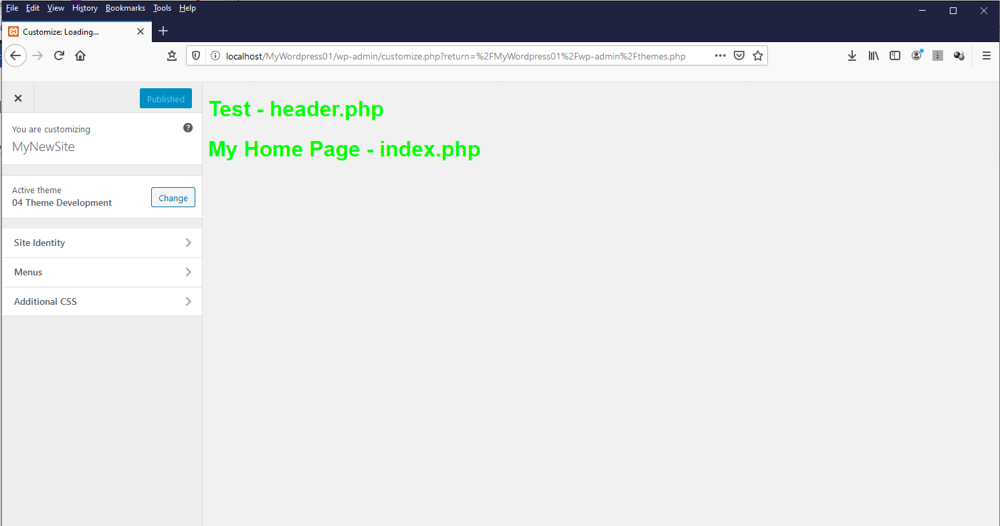 File Edit View History Bookmarks Tools Help
Customize: Loading...
localhost/MyWordpress01/wp-admin/customize.php?return=%2FMyWordpress01%2Fwp-admin%2Fthemes.php
Published
You are customizing
MyNewSite
Active theme
04 Theme Development
Change
Site Identity
Menus
Additional CSS
Test - header.php
My Home Page - index.php